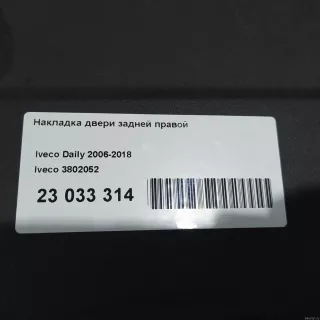 Накладка двери задней правой
Iveco Daily 2006-2018
Iveco 3802052
23 033 314